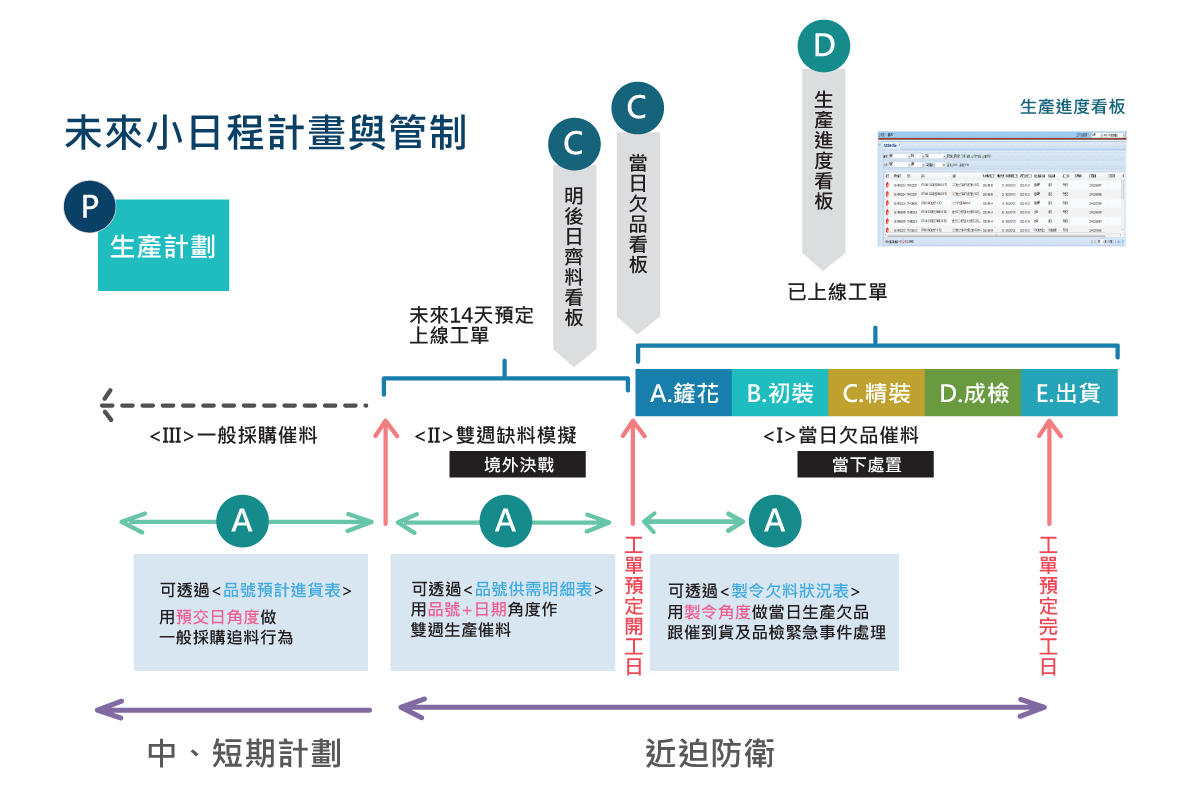 未來小日程計畫與管制
P
生產計劃
C
明後日齊料看板
C
當日欠品看板
D
生產進度看板
生產進度看板
未來14天預定
上線工單
已上線工單
A.鏟花
B.初裝
C.精裝
D.成檢
E.出貨
<III>一般採購催料
<II>雙週缺料模擬
境外決戰
<I>當日欠品催料
當下處置
A
A
A
可透過<品號預計進貨表>
用預交日角度做
一般採購追料行為
可透過<品號供需明細表>
用品號+日期角度作
雙週生產催料
工單預定開工日
可透過<製令欠料狀況表>
用製令角度做當日生產欠品
跟催到貨及品檢緊急事件處理
工單預定完工日
中、短期計劃
近迫防衛